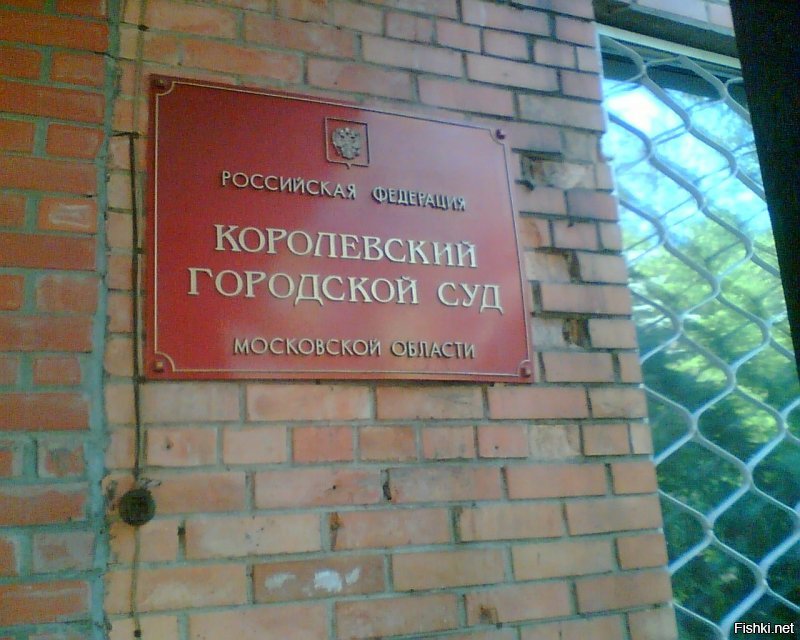 РОССИЙСКАЯ ФЕДЕРАЦИЯ
КОРОЛЕВСКИЙ
ГОРОДСКОЙ СУД
МОСКОВСКОЙ ОБЛАСТИ
Fishki.net